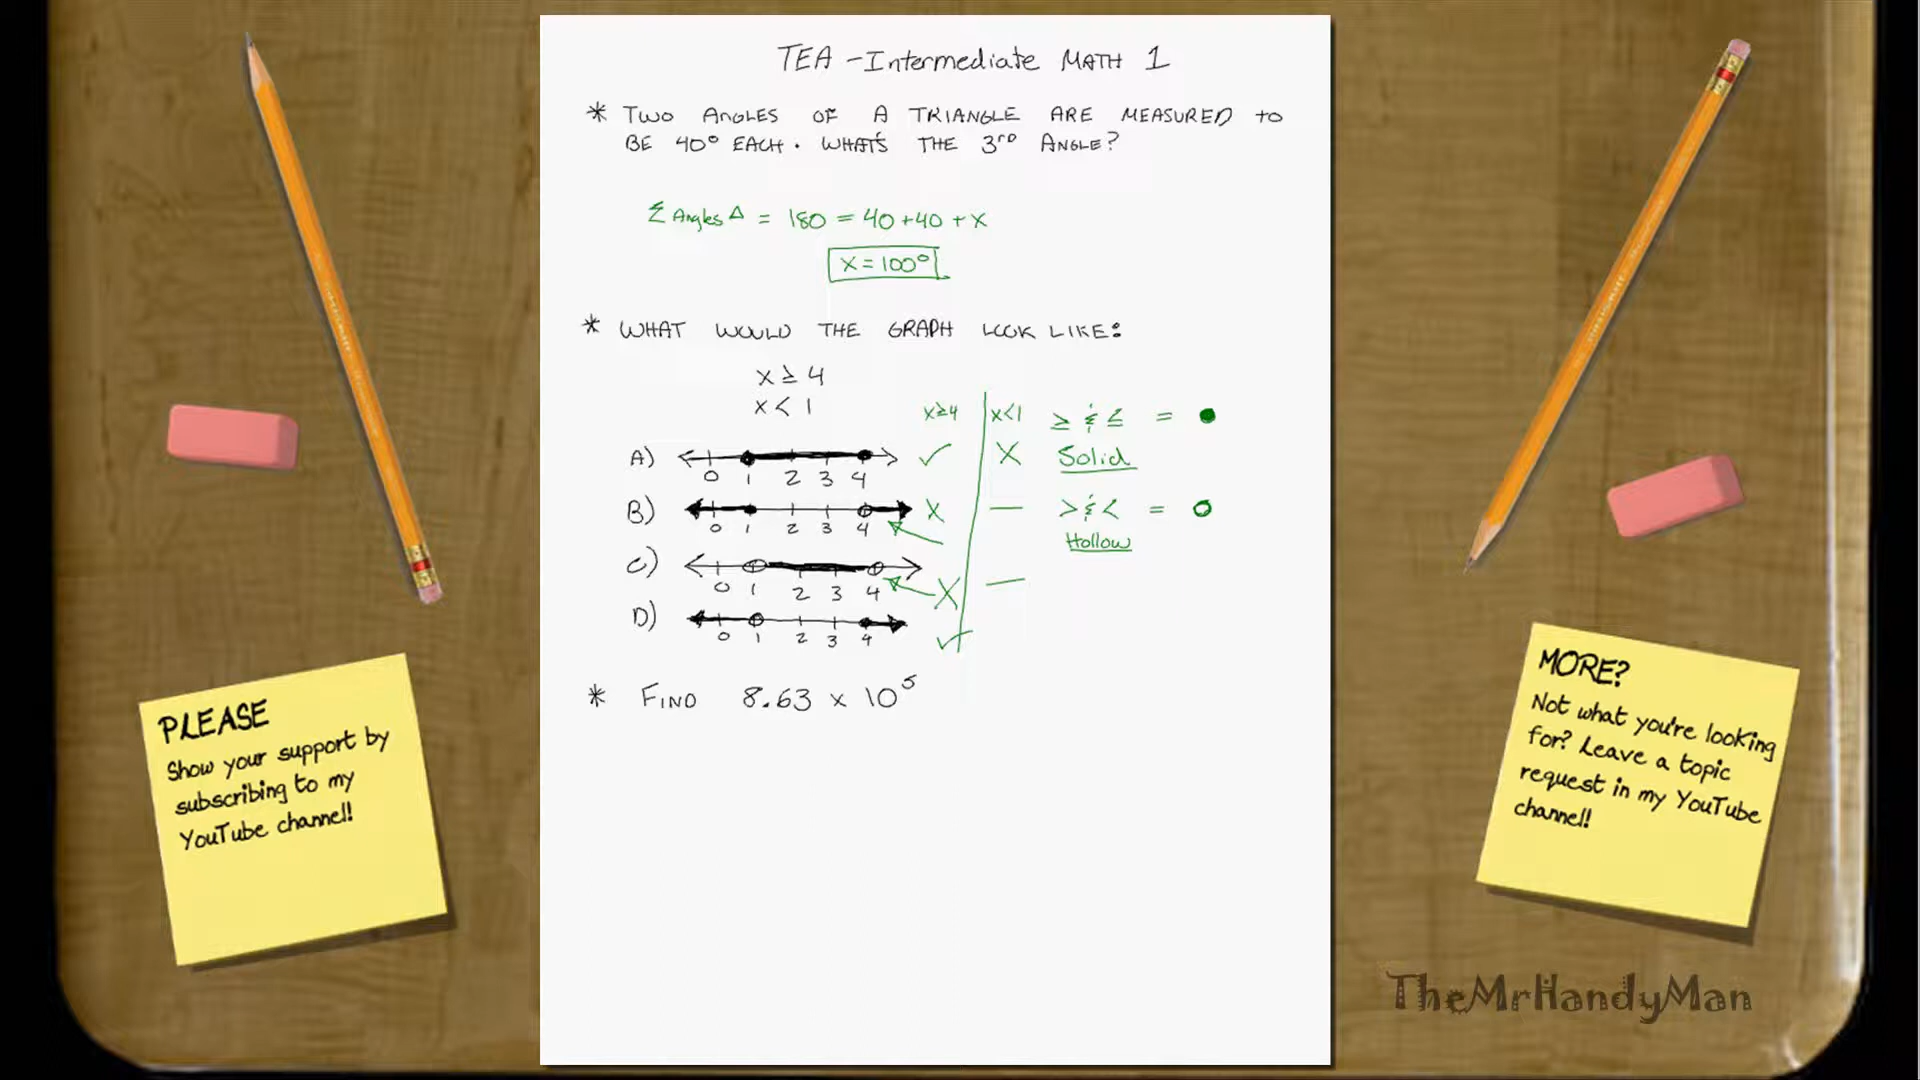 TEA - Intermediate MATH 1
* TWO ANGLES OF A TRIANGLE ARE MEASURED TO
BE 40° EACH. WHAT'S THE 3RD ANGLE?
Σ Angles Δ = 180 = 40 + 40 + x
x = 100°
* WHAT WOULD THE GRAPH LOOK LIKE:
x ≥ 4
x < 1
x≥4 x<1 ≥ & ≤ = ●
A) ✓ X Solid
0 1 2 3 4
B) X — > & < = ○
0 1 2 3 4
Hollow
C) X —
0 1 2 3 4
D) ✓
0 1 2 3 4
* FIND 8.63 x 10⁵
PLEASE
Show your support by
subscribing to my
YouTube channel!
MORE?
Not what you're looking
for? Leave a topic
request in my YouTube
channel!
TheMrHandyMan